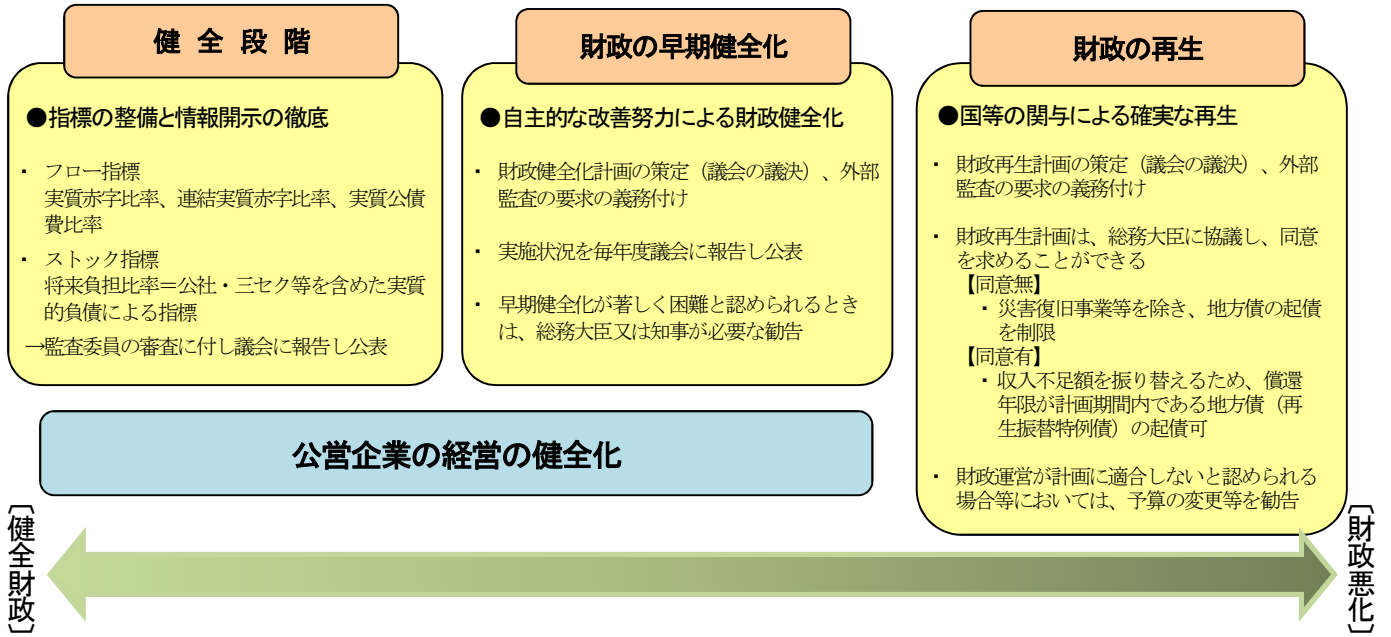 健 全 段 階
●指標の整備と情報開示の徹底
・ フロー指標
実質赤字比率、連結実質赤字比率、実質公債
費比率
・ ストック指標
将来負担比率＝公社・三セク等を含めた実質
的負債による指標
→監査委員の審査に付し議会に報告し公表
財政の早期健全化
●自主的な改善努力による財政健全化
・ 財政健全化計画の策定（議会の議決）、外部
監査の要求の義務付け
・ 実施状況を毎年度議会に報告し公表
・ 早期健全化が著しく困難と認められるとき
は、総務大臣又は知事が必要な勧告
財政の再生
●国等の関与による確実な再生
・ 財政再生計画の策定（議会の議決）、外部
監査の要求の義務付け
・ 財政再生計画は、総務大臣に協議し、同意
を求めることができる
【同意無】
・ 災害復旧事業等を除き、地方債の起債
を制限
【同意有】
・ 収入不足額を振り替えるため、償還
年限が計画期間内である地方債（再
生振替特例債）の起債可
・ 財政運営が計画に適合しないと認められる
場合等においては、予算の変更等を勧告
公営企業の経営の健全化
〔健全財政〕
〔財政悪化〕